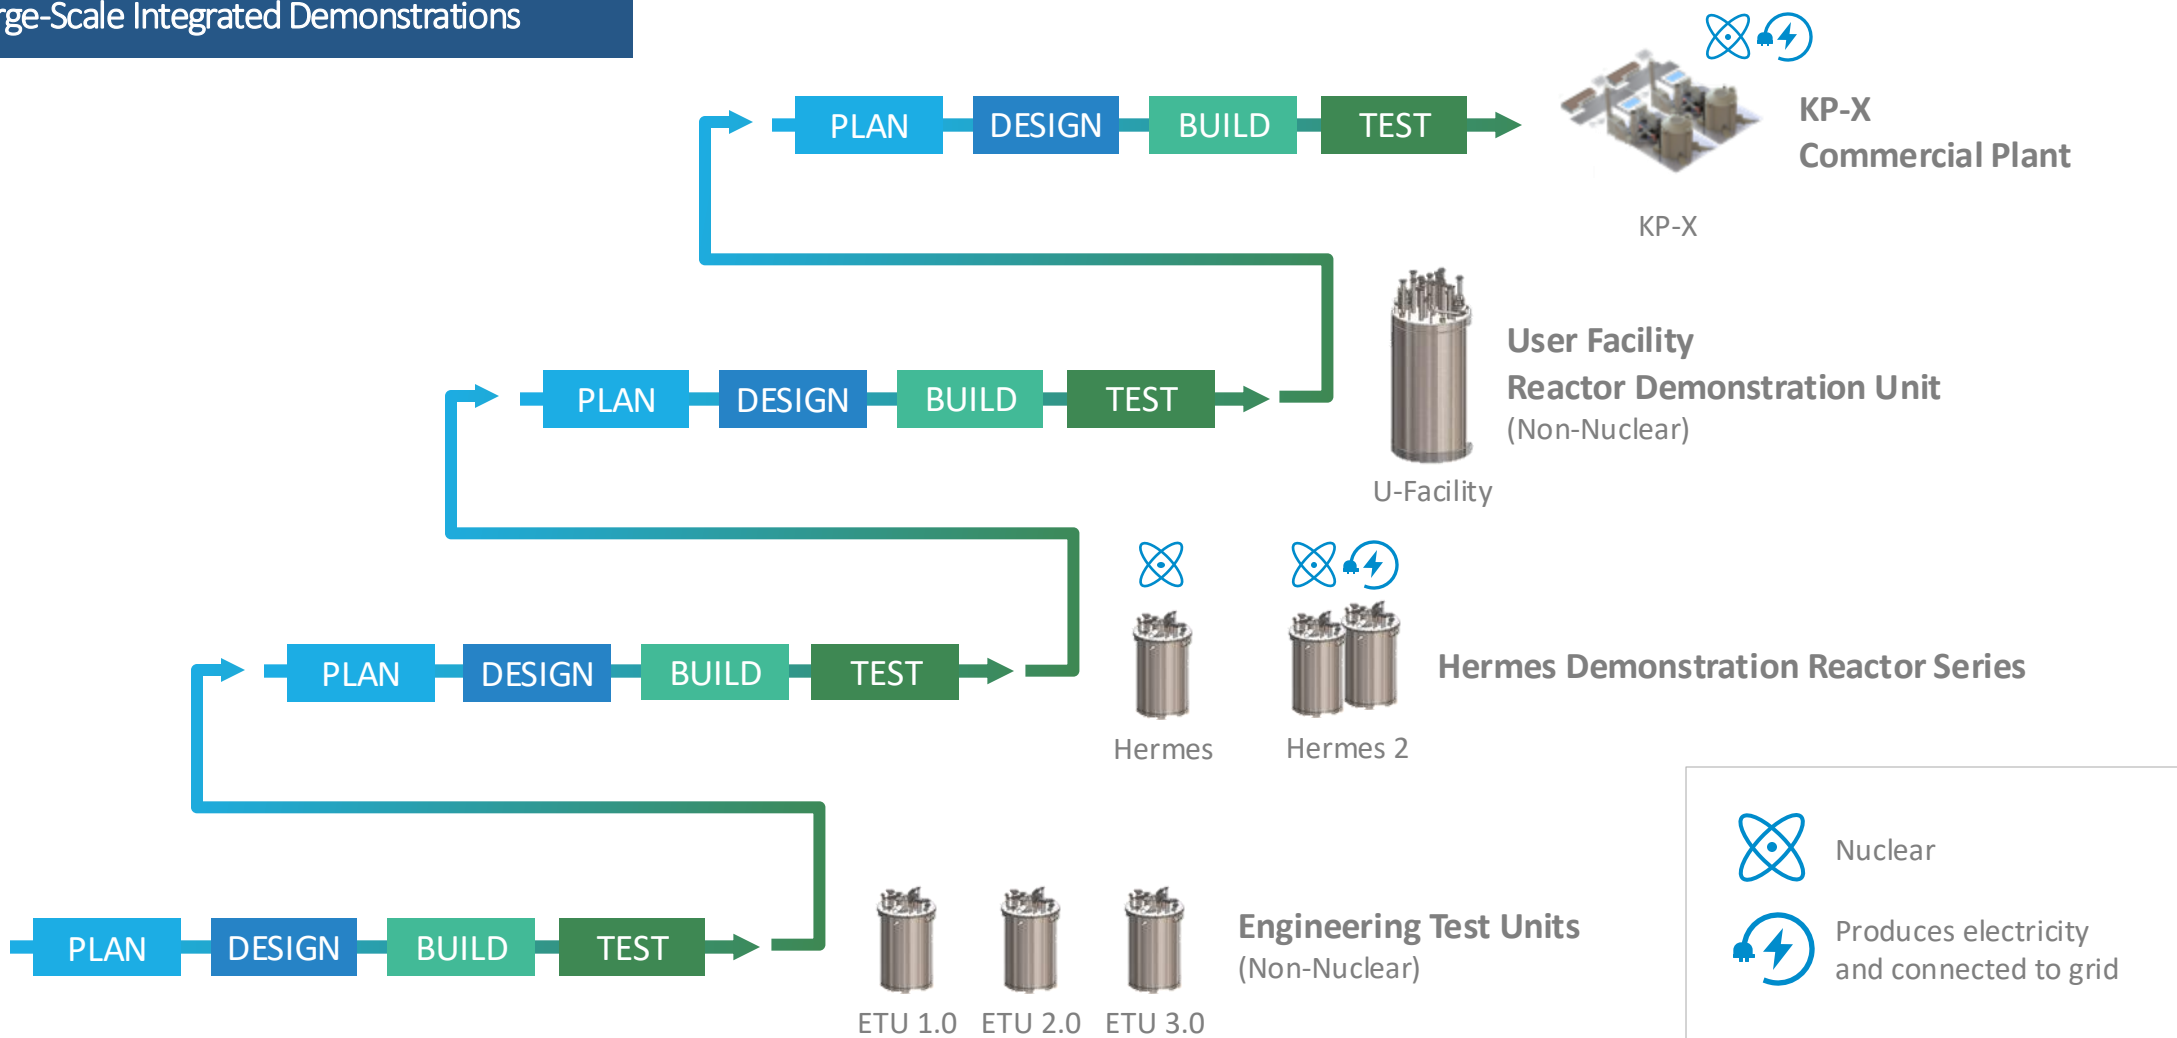 rge-Scale Integrated Demonstrations
PLAN DESIGN BUILD TEST
KP-X
Commercial Plant
KP-X
User Facility
Reactor Demonstration Unit
(Non-Nuclear)
PLAN DESIGN BUILD TEST
U-Facility
PLAN DESIGN BUILD TEST
Hermes Demonstration Reactor Series
Hermes Hermes 2
Nuclear
Produces electricity
and connected to grid
PLAN DESIGN BUILD TEST
Engineering Test Units
(Non-Nuclear)
ETU 1.0 ETU 2.0 ETU 3.0